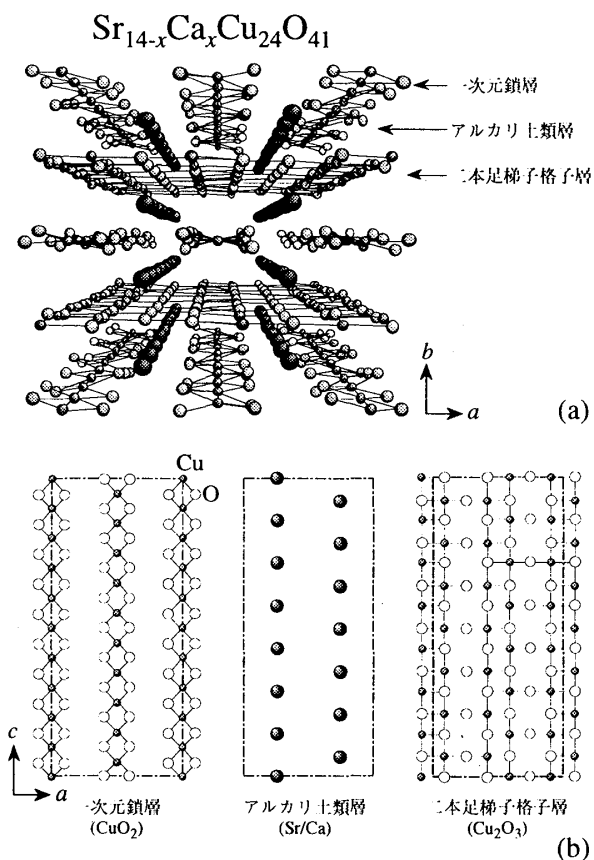 Sr14-xCaxCu24O41
一次元鎖層
アルカリ土類層
二本足梯子格子層
b
a
(a)
Cu
O
c
a
一次元鎖層
(CuO2)
アルカリ土類層
(Sr/Ca)
二本足梯子格子層
(Cu2O3)
(b)